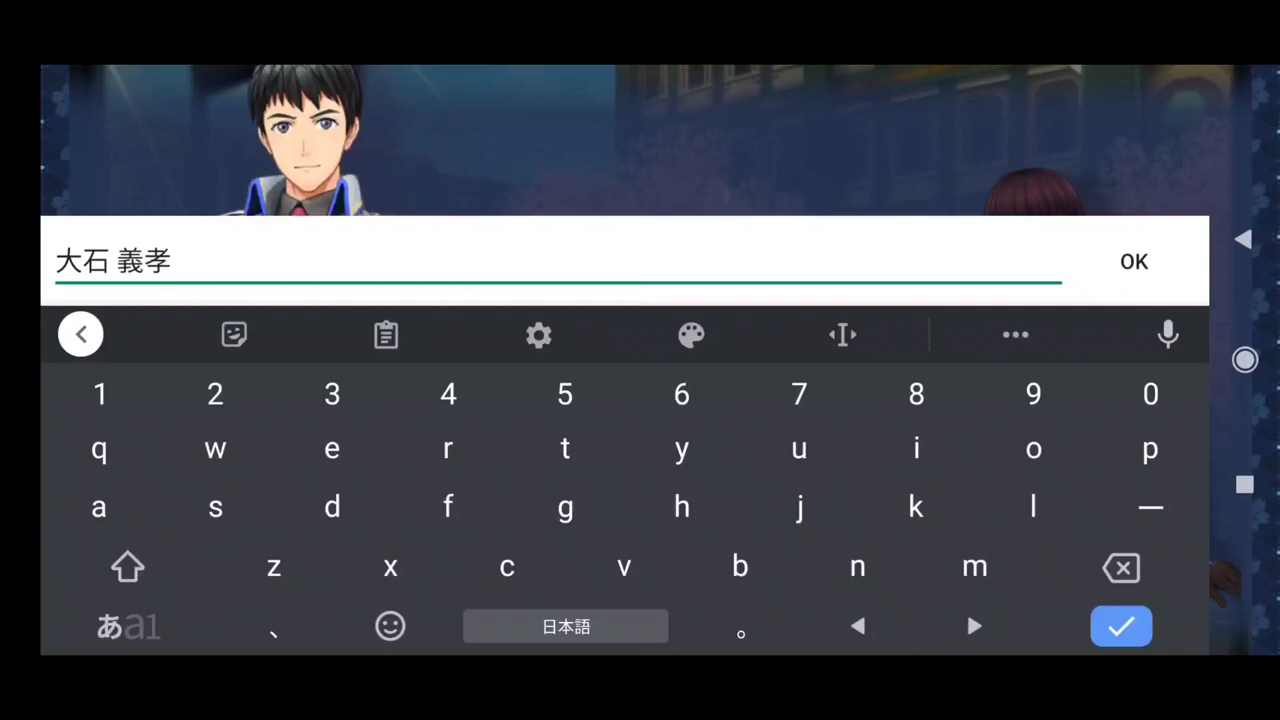 大石 義孝
OK
1 2 3 4 5 6 7 8 9 0
q w e r t y u i o p
a s d f g h j k l ー
z x c v b n m
あa1 、 日本語 。